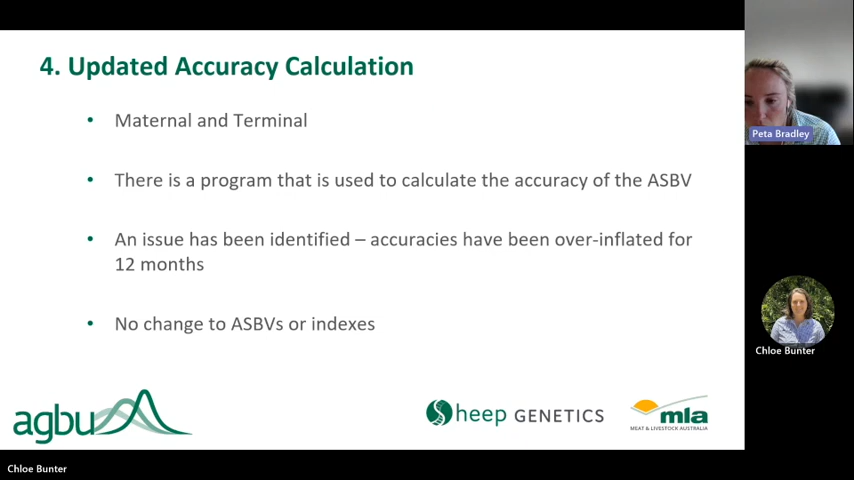 4. Updated Accuracy Calculation
• Maternal and Terminal
• There is a program that is used to calculate the accuracy of the ASBV
• An issue has been identified – accuracies have been over-inflated for
12 months
• No change to ASBVs or indexes
agbu
Sheep GENETICS
mla
MEAT & LIVESTOCK AUSTRALIA
Peta Bradley
Chloe Bunter
Chloe Bunter